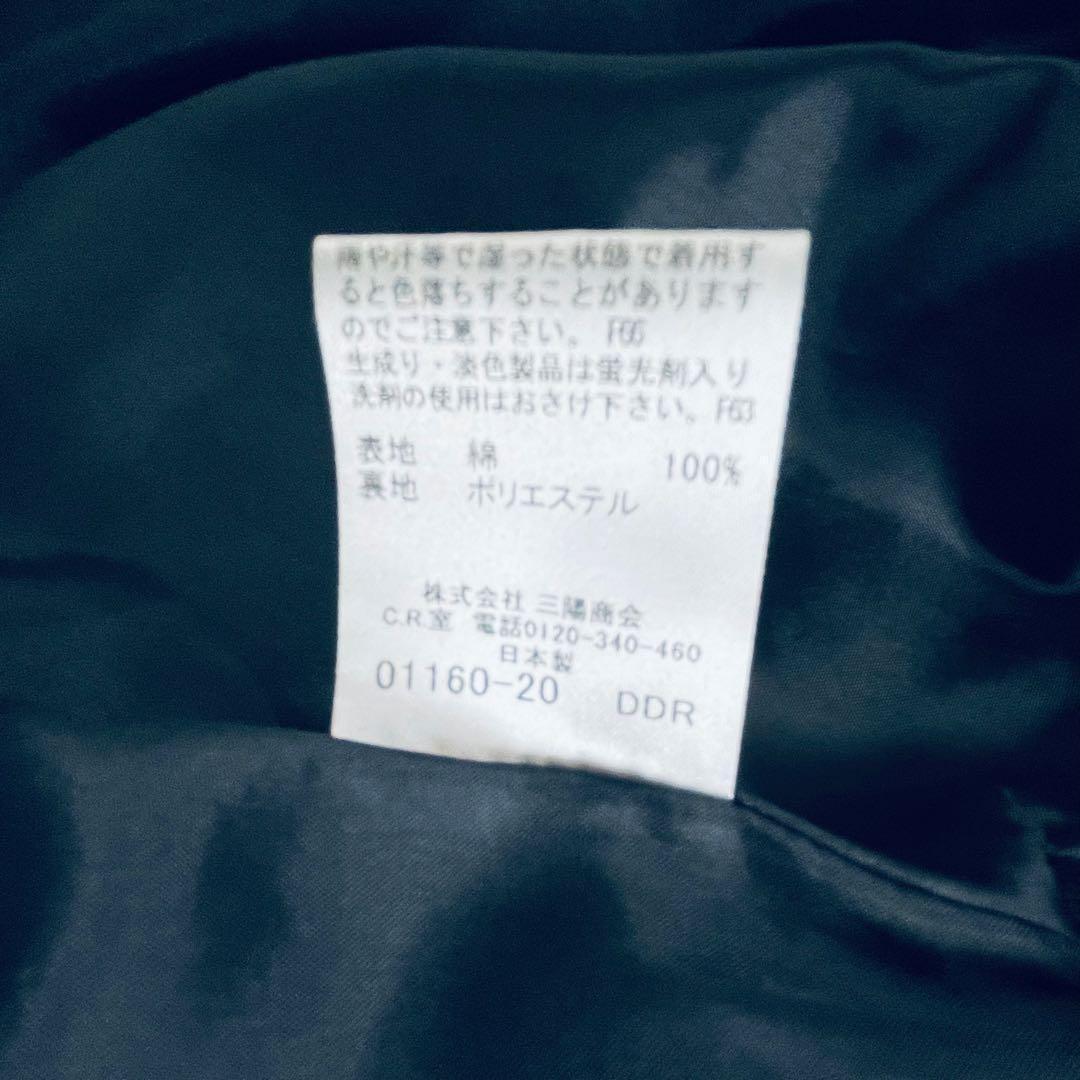 雨や汗等で湿った状態で着用す
ると色落ちすることがあります
のでご注意下さい。 F66
生成り・淡色製品は蛍光剤入り
洗剤の使用はおさけ下さい。F63
表地 綿 100%
裏地 ポリエステル
株式会社 三陽商会
C.R.室 電話0120-340-460
日本製
01160-20 DDR